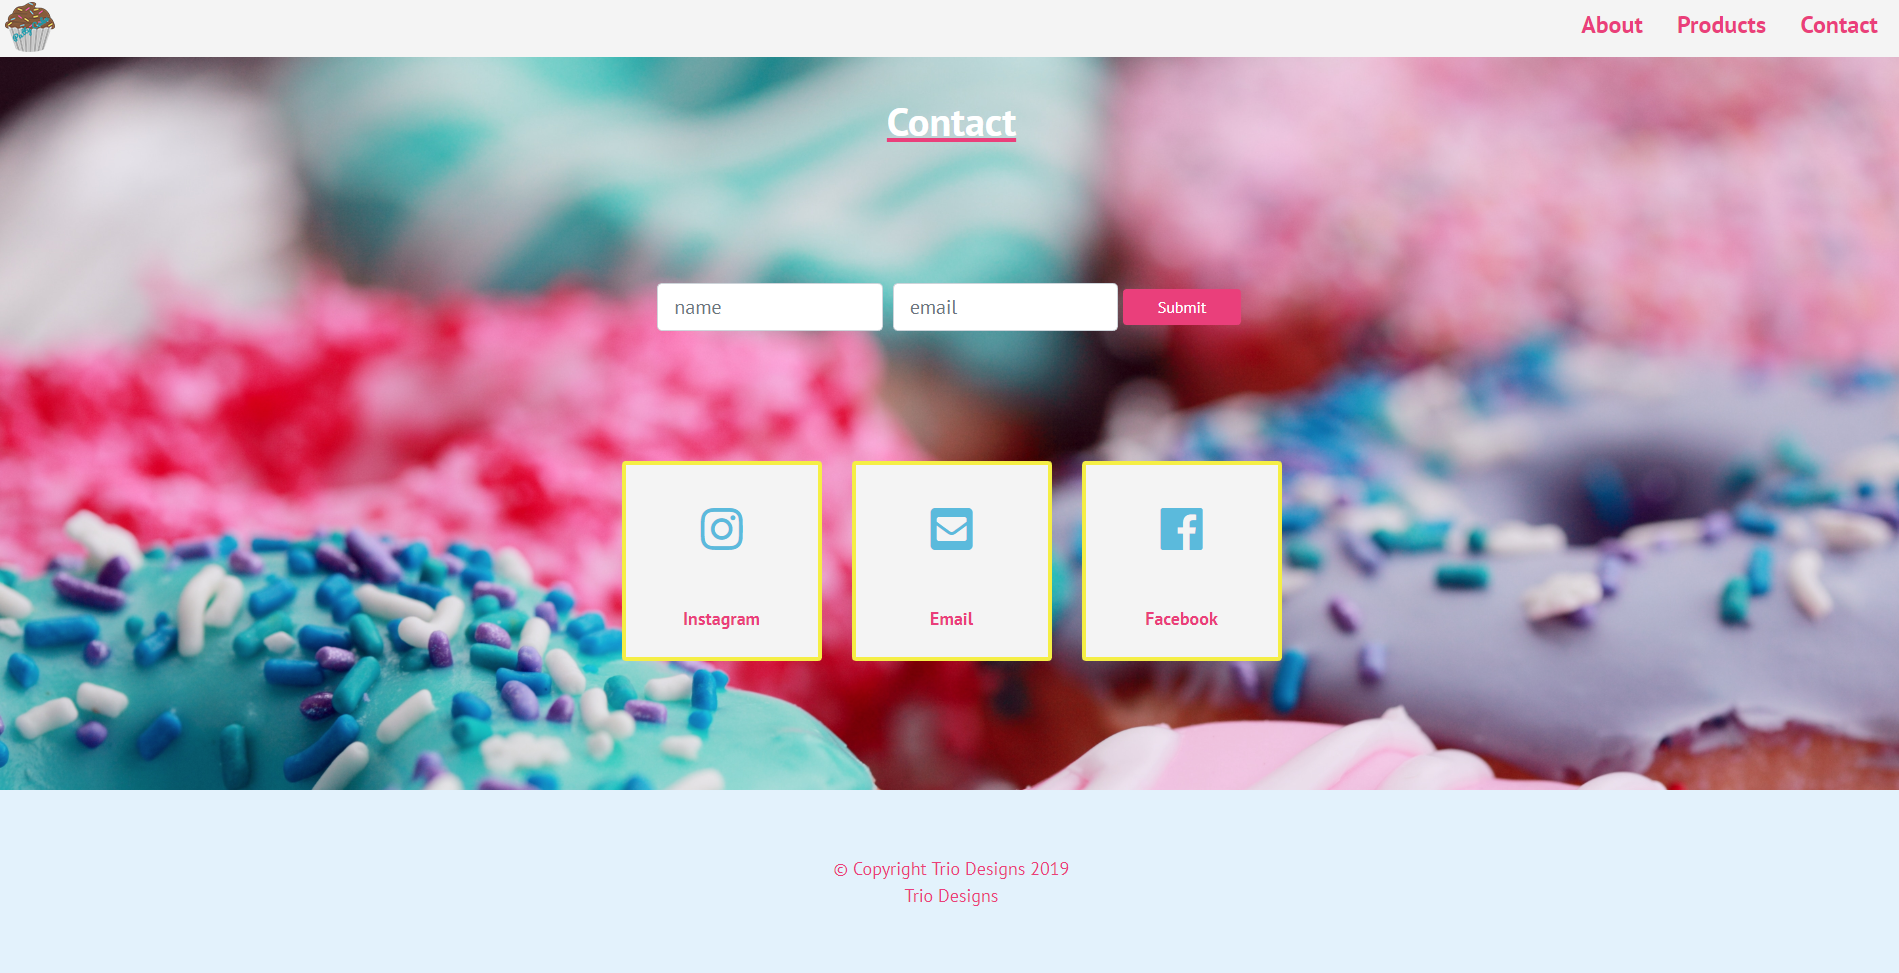 About Products Contact
Contact
name email Submit
Instagram Email Facebook
© Copyright Trio Designs 2019
Trio Designs